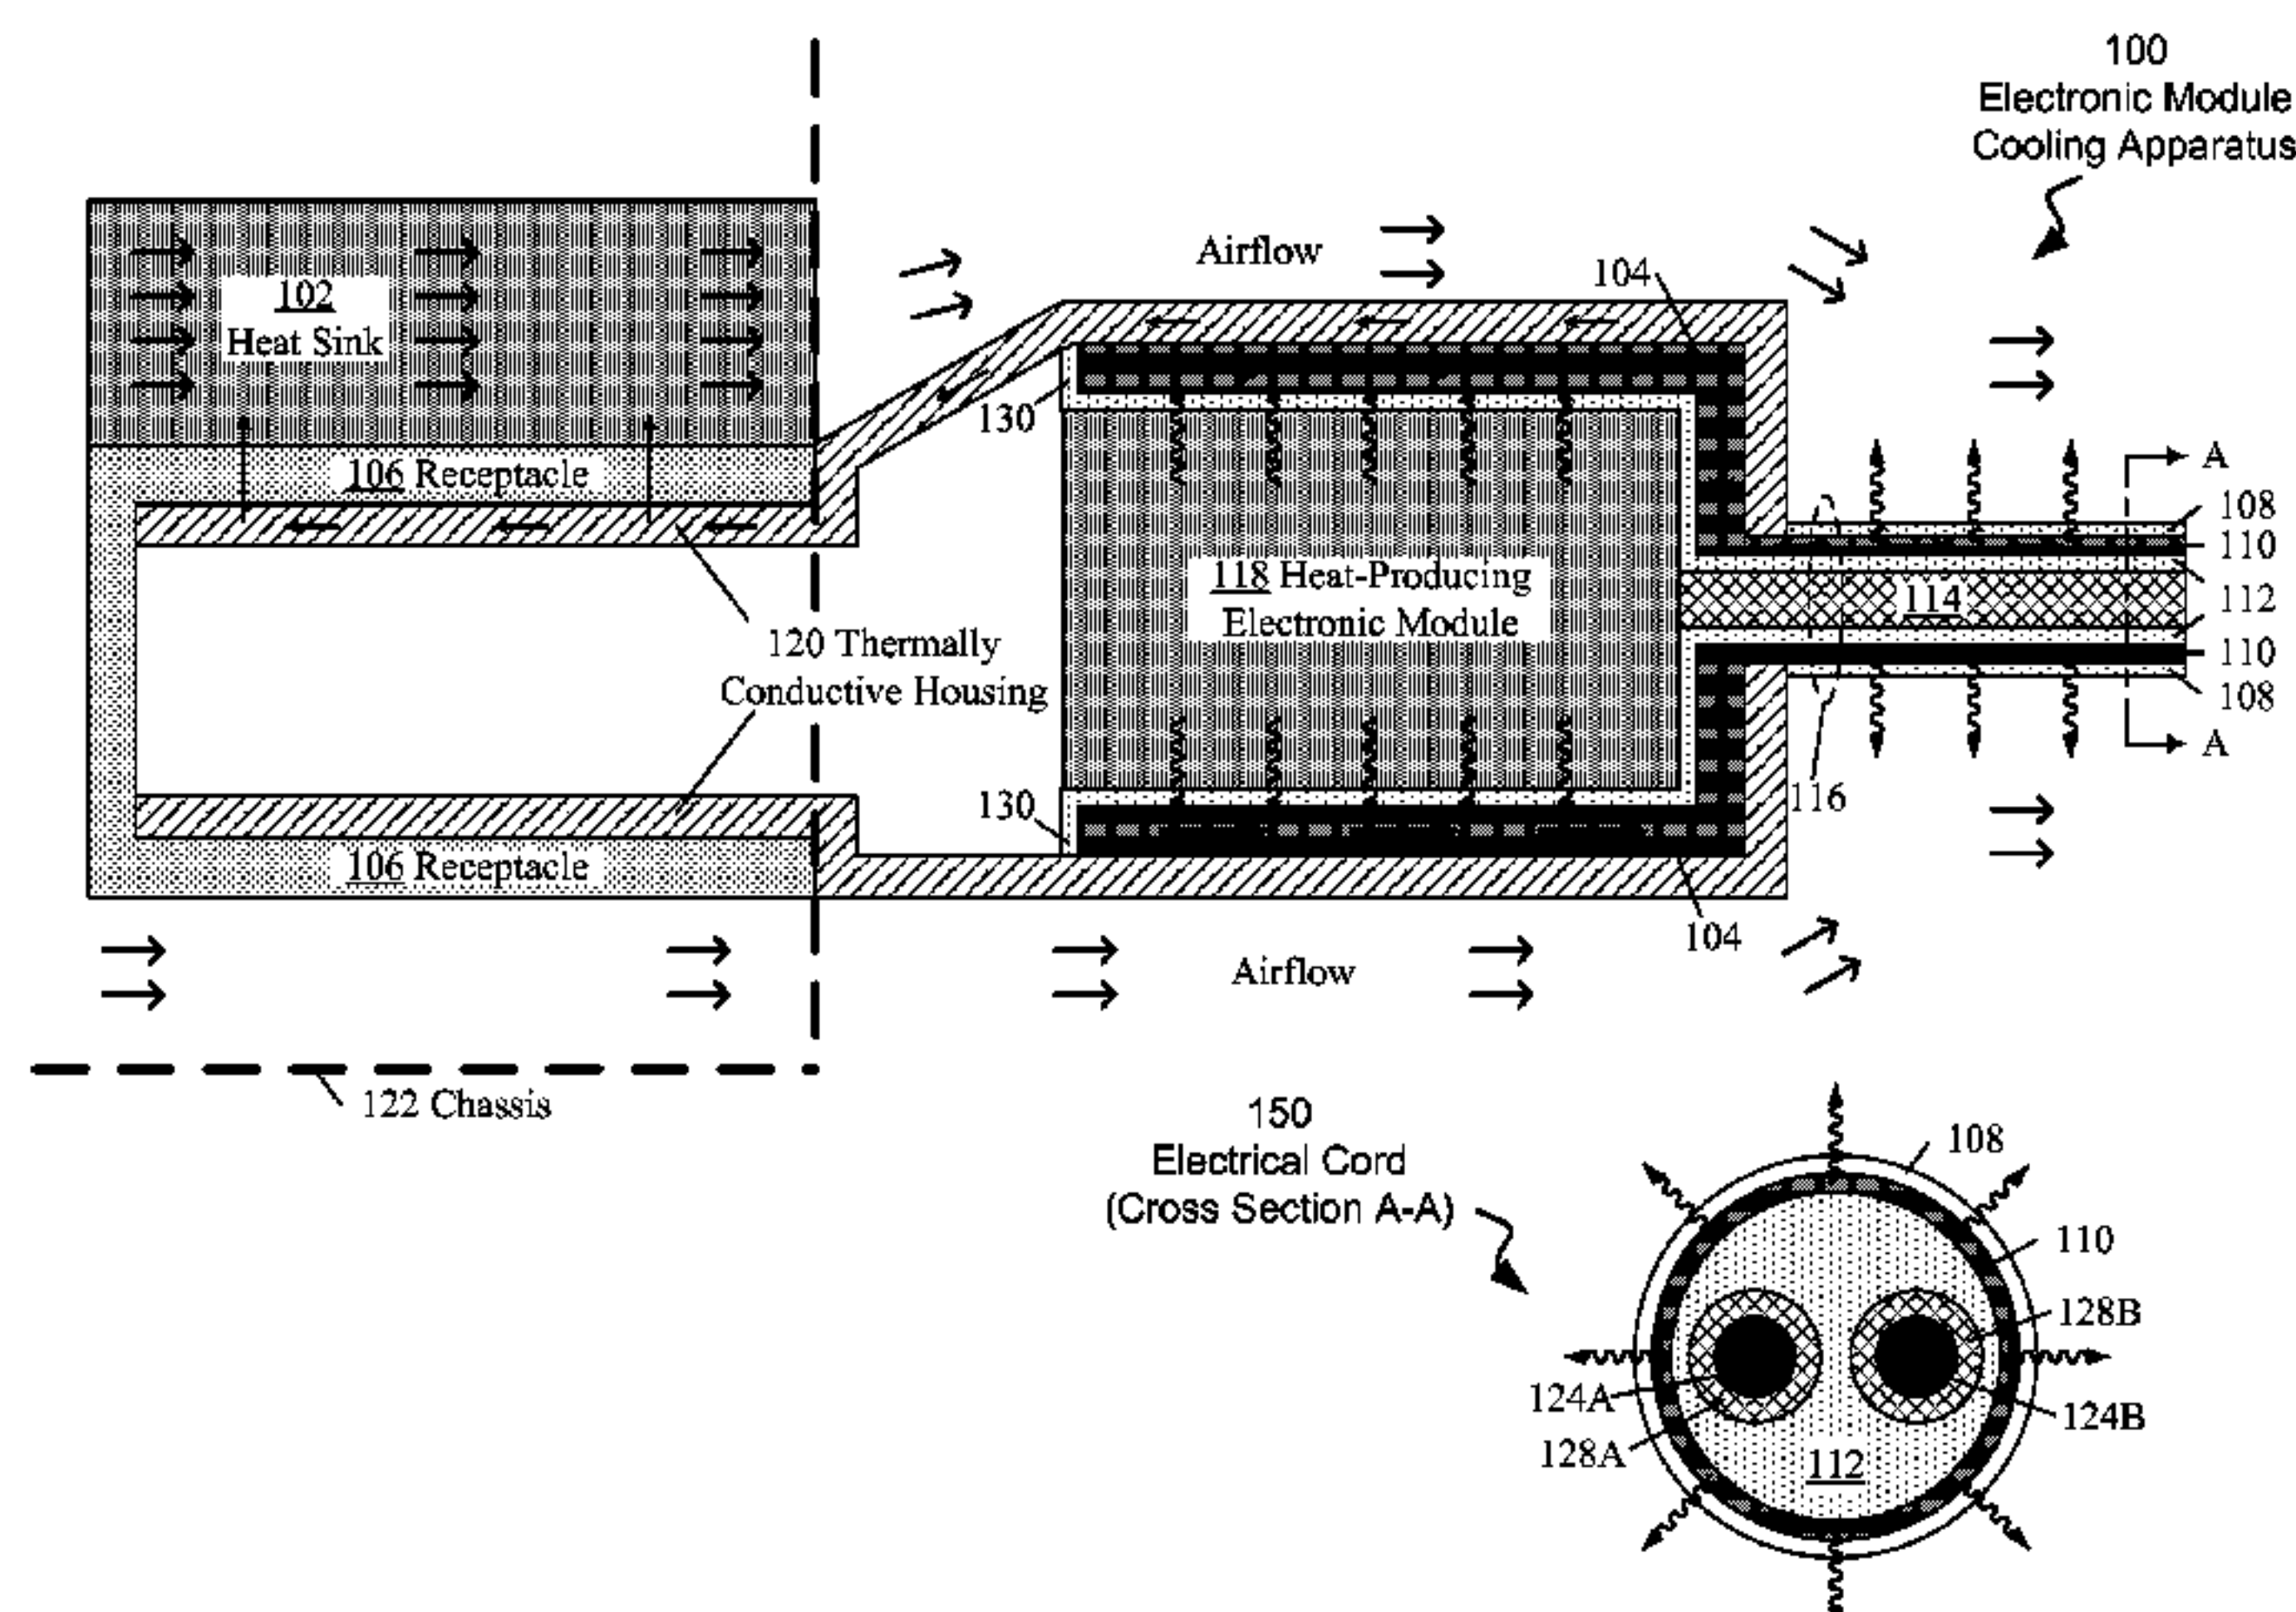 100
Electronic Module
Cooling Apparatus
Airflow
104
102
Heat Sink
130
A
106 Receptacle
108
110
118 Heat-Producing
Electronic Module
114
112
120 Thermally
Conductive Housing
110
108
A
116
130
106 Receptacle
104
Airflow
122 Chassis
150
Electrical Cord
(Cross Section A-A)
108
110
128B
124A
124B
128A
112